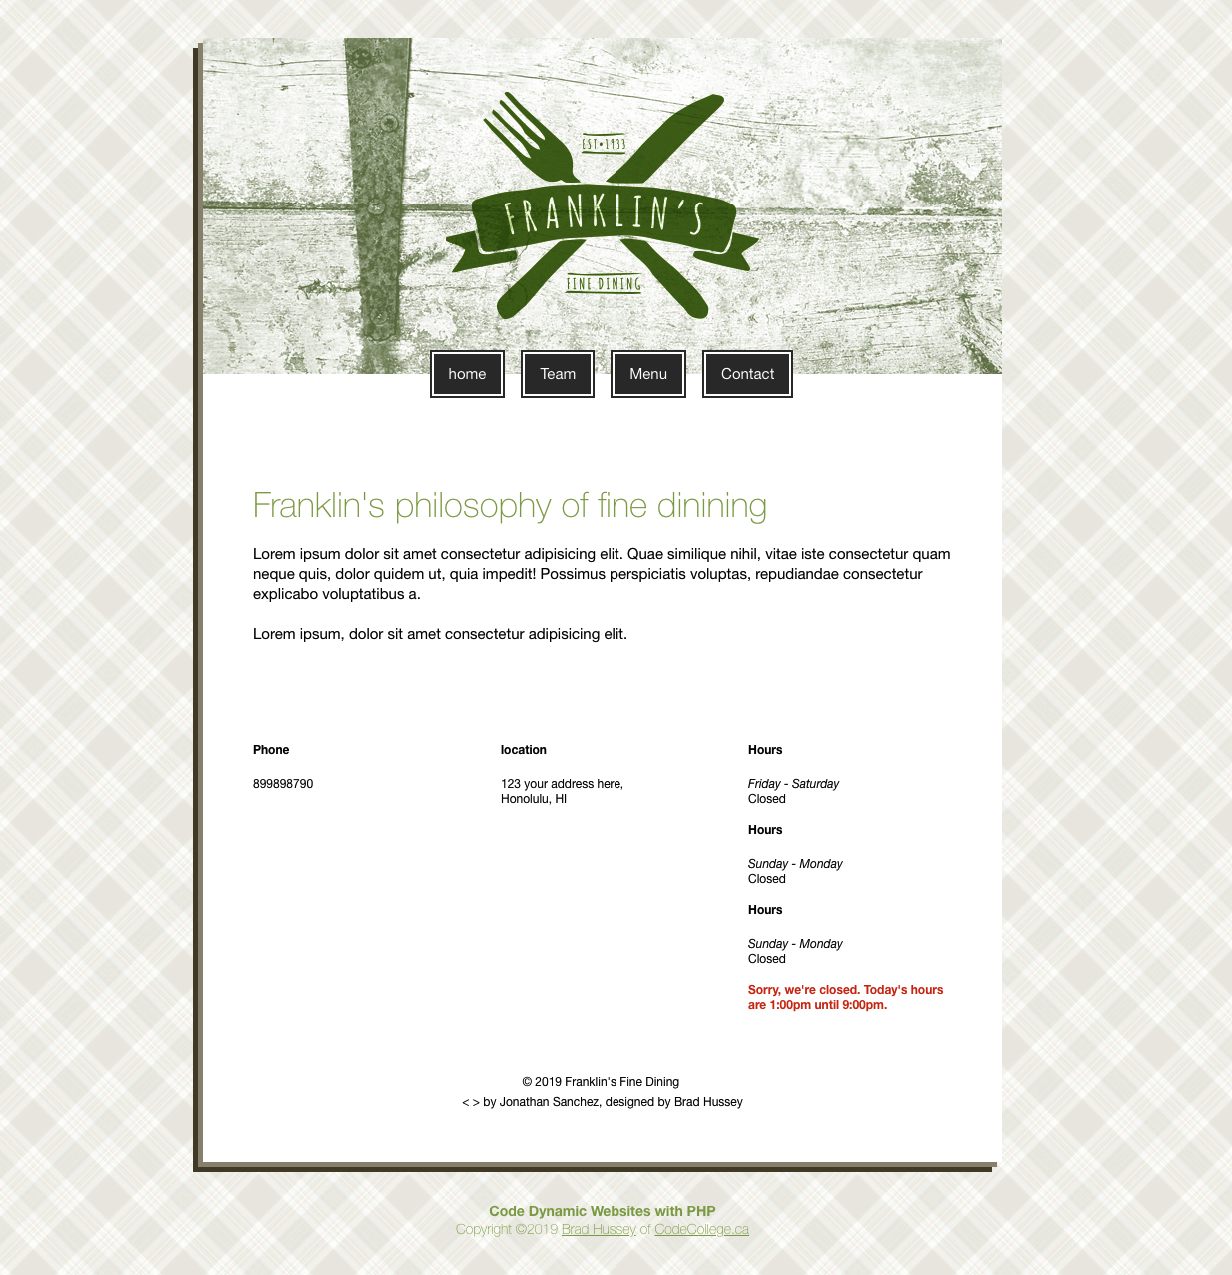 EST•1933
FRANKLIN'S
FINE DINING
home Team Menu Contact
Franklin's philosophy of fine dinining
Lorem ipsum dolor sit amet consectetur adipisicing elit. Quae similique nihil, vitae iste consectetur quam
neque quis, dolor quidem ut, quia impedit! Possimus perspiciatis voluptas, repudiandae consectetur
explicabo voluptatibus a.
Lorem ipsum, dolor sit amet consectetur adipisicing elit.
Phone
899898790
location
123 your address here,
Honolulu, HI
Hours
Friday - Saturday
Closed
Hours
Sunday - Monday
Closed
Hours
Sunday - Monday
Closed
Sorry, we're closed. Today's hours
are 1:00pm until 9:00pm.
© 2019 Franklin's Fine Dining
< > by Jonathan Sanchez, designed by Brad Hussey
Code Dynamic Websites with PHP
Copyright ©2019 Brad Hussey of CodeCollege.ca